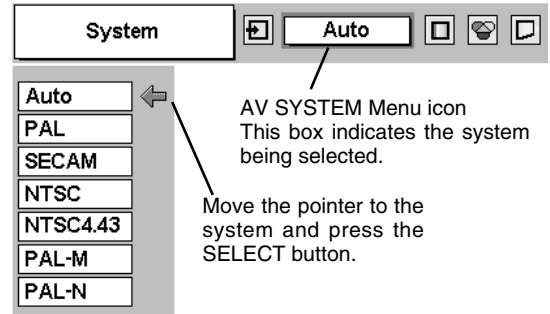 System
Auto
Auto
PAL
SECAM
NTSC
NTSC4.43
PAL-M
PAL-N
AV SYSTEM Menu icon
This box indicates the system
being selected.
Move the pointer to the
system and press the
SELECT button.